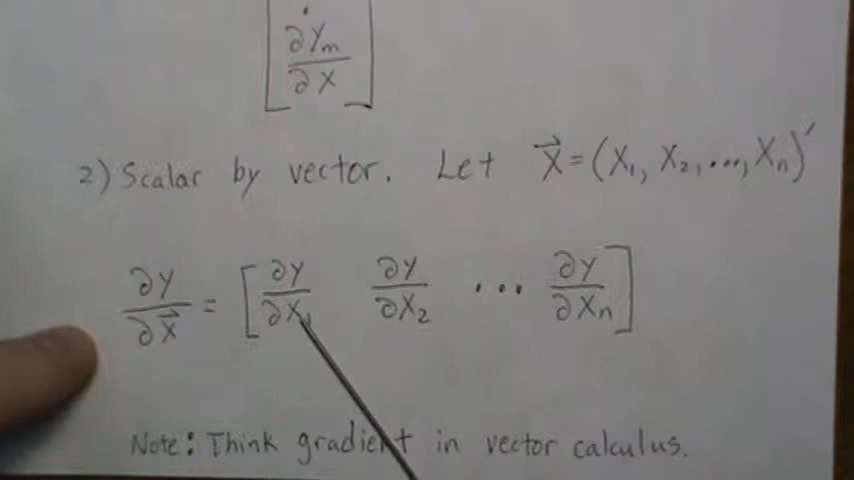 ∂Ym
∂X
2) Scalar by vector. Let X⃗ = (X₁, X₂, ..., Xn)′
∂Y/∂X⃗ = [∂Y/∂X₁ ∂Y/∂X₂ ... ∂Y/∂Xn]
Note: Think gradient in vector calculus.